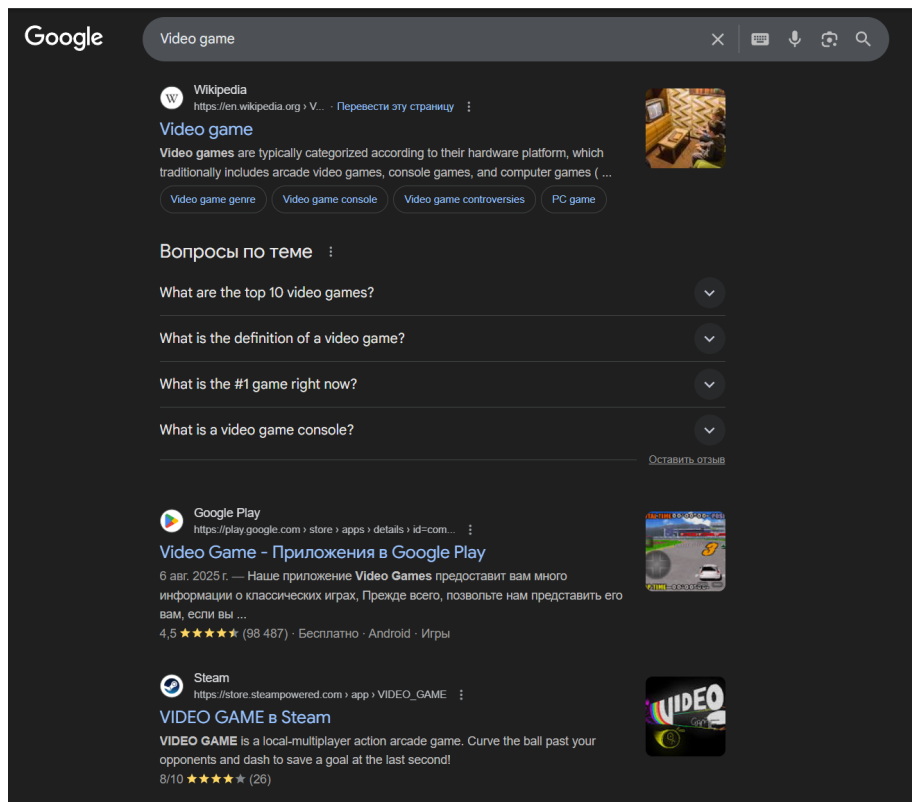 Google
Video game
Wikipedia
https://en.wikipedia.org › V... · Перевести эту страницу
Video game
Video games are typically categorized according to their hardware platform, which
traditionally includes arcade video games, console games, and computer games ( ...
Video game genre
Video game console
Video game controversies
PC game
Вопросы по теме
What are the top 10 video games?
What is the definition of a video game?
What is the #1 game right now?
What is a video game console?
Оставить отзыв
Google Play
https://play.google.com › store › apps › details › id=com...
Video Game - Приложения в Google Play
6 авг. 2025 г. — Наше приложение Video Games предоставит вам много
информации о классических играх, Прежде всего, позвольте нам представить его
вам, если вы ...
4,5 ★★★★★ (98 487) · Бесплатно · Android · Игры
Steam
https://store.steampowered.com › app › VIDEO_GAME
VIDEO GAME в Steam
VIDEO GAME is a local-multiplayer action arcade game. Curve the ball past your
opponents and dash to save a goal at the last second!
8/10 ★★★★★ (26)
VIDEO